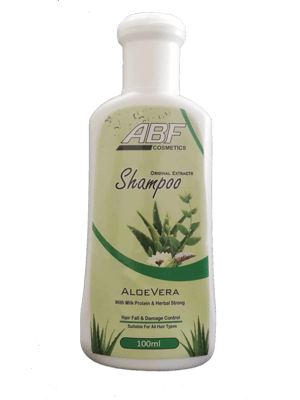 ABF
COSMETICS
ORIGINAL EXTRACTS
Shampoo
ALOEVERA
With Milk Protein & Herbal Strong
Hair Fall & Damage Control
Suitable For All Hair Types
100ml